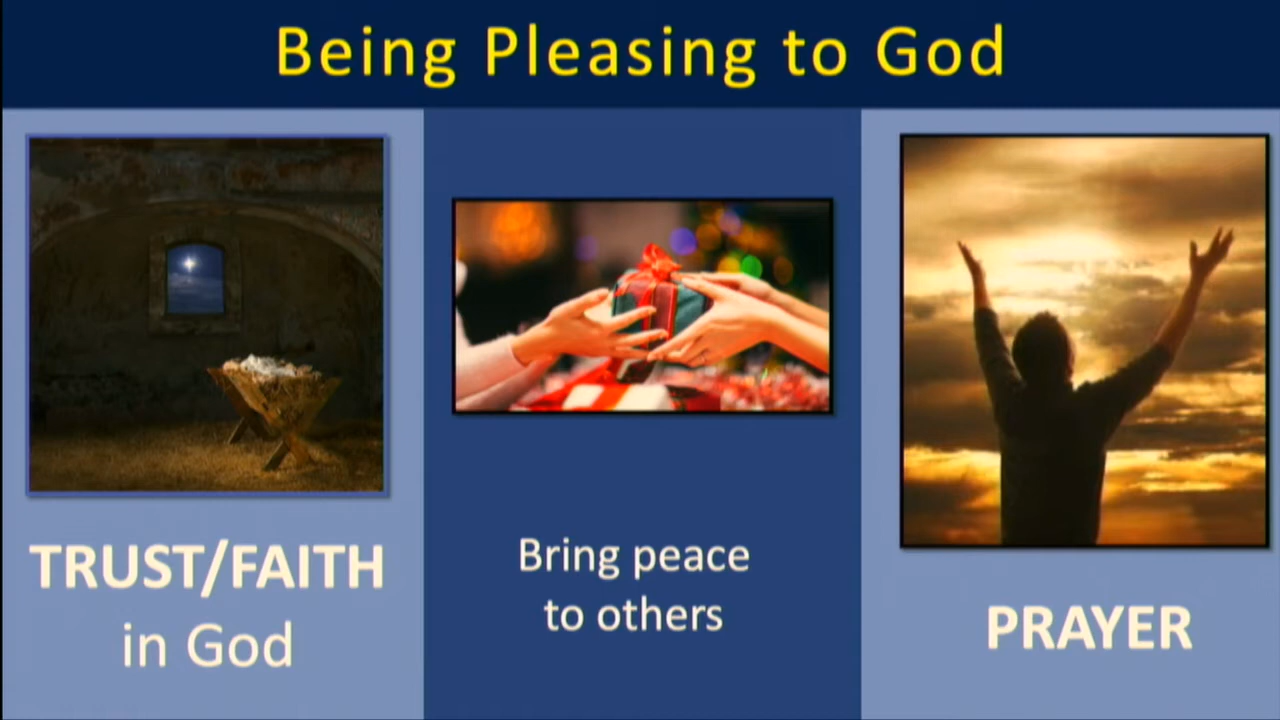 Being Pleasing to God
TRUST/FAITH
in God
Bring peace
to others
PRAYER